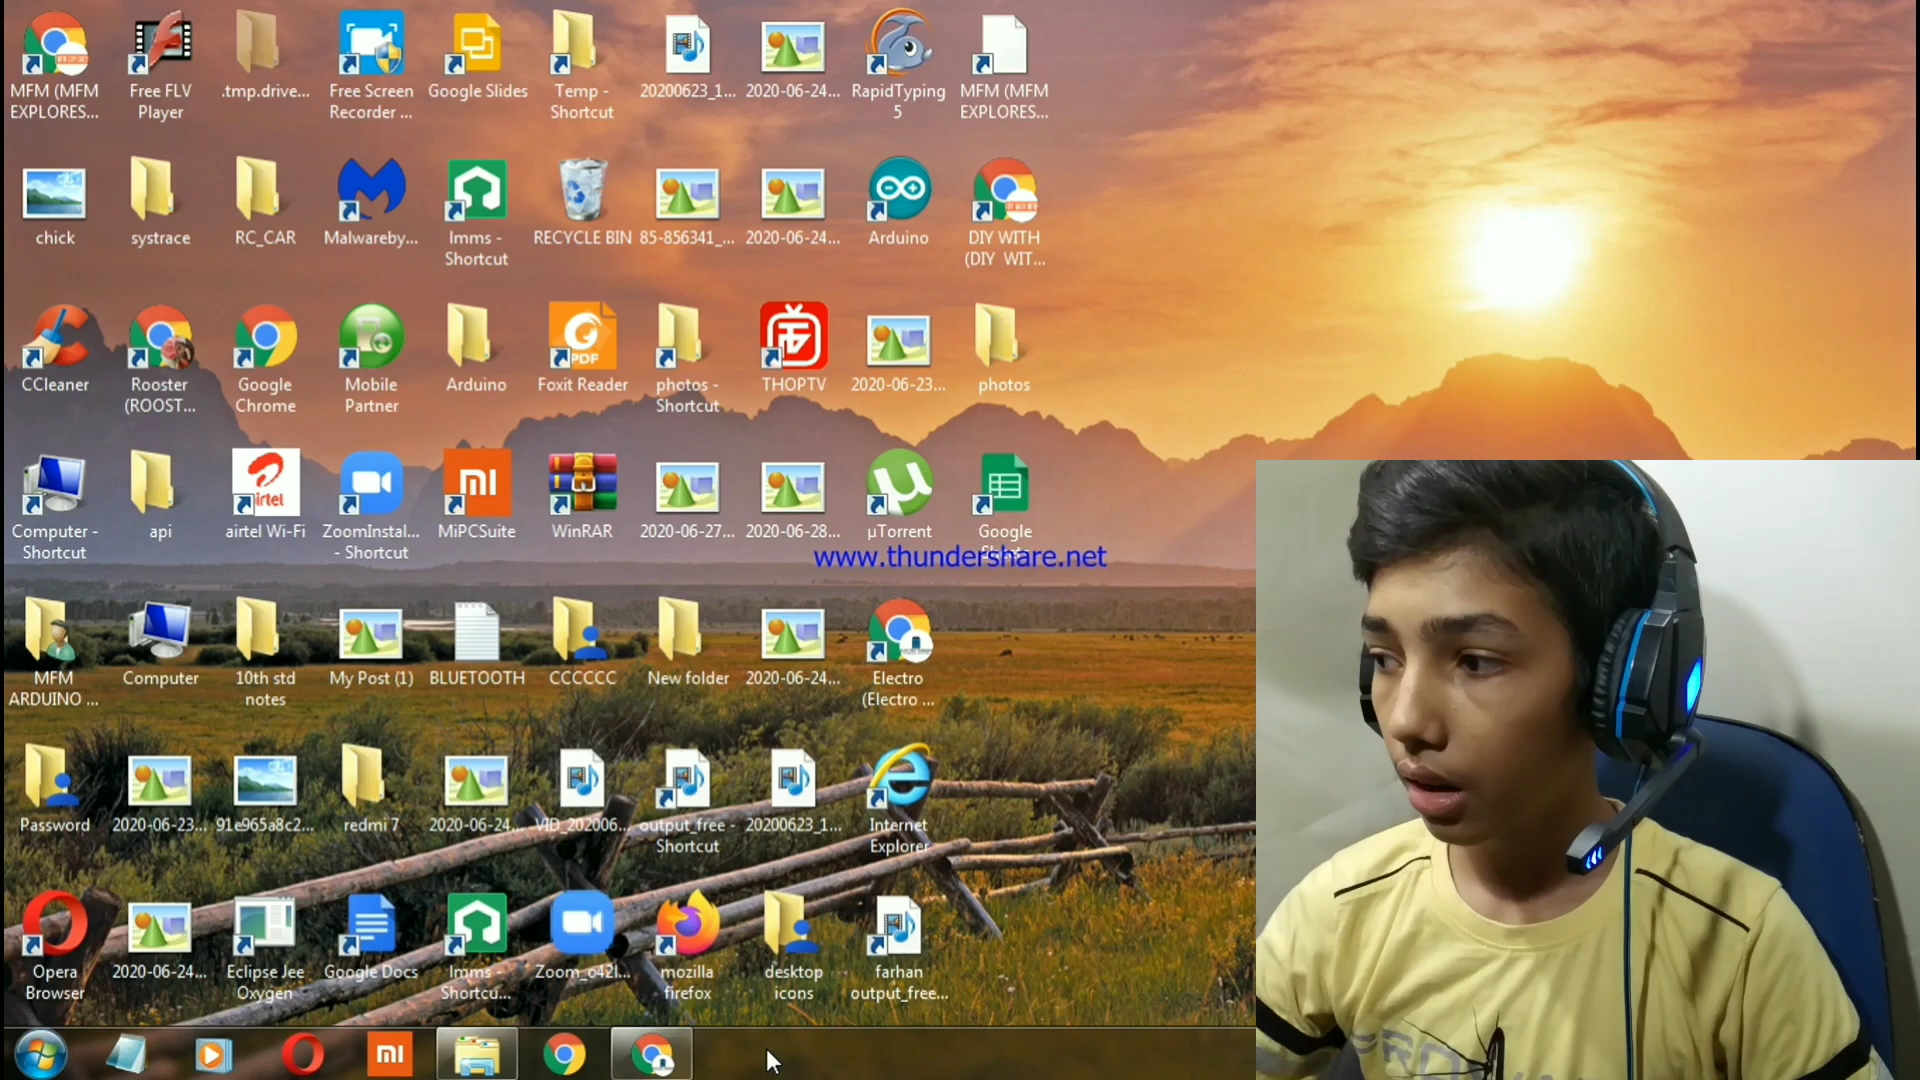 MFM (MFM
EXPLORES...
Free FLV
Player
.tmp.drive...
Free Screen
Recorder ...
Google Slides
Temp -
Shortcut
20200623_1...
2020-06-24...
RapidTyping
5
MFM (MFM
EXPLORES...
chick
systrace
RC_CAR
Malwareby...
lmms -
Shortcut
RECYCLE BIN
85-856341_...
2020-06-24...
Arduino
DIY WITH
(DIY WIT...
CCleaner
Rooster
(ROOST...
Google
Chrome
Mobile
Partner
Arduino
PDF
Foxit Reader
photos -
Shortcut
THOPTV
2020-06-23...
photos
Computer -
Shortcut
api
airtel
airtel Wi-Fi
ZoomInstal...
- Shortcut
MiPCSuite
WinRAR
2020-06-27...
2020-06-28...
µTorrent
Google
www.thundershare.net
MFM
ARDUINO ...
Computer
10th std
notes
My Post (1)
BLUETOOTH
CCCCCC
New folder
2020-06-24...
Electro
(Electro ...
Password
2020-06-23...
91e965a8c2...
redmi 7
2020-06-24...
VID_202006...
output_free -
Shortcut
20200623_1...
Internet
Explorer
Opera
Browser
2020-06-24...
Eclipse Jee
Oxygen
Google Docs
lmms -
Shortcu...
Zoom_o42l...
mozilla
firefox
desktop
icons
farhan
output_free...